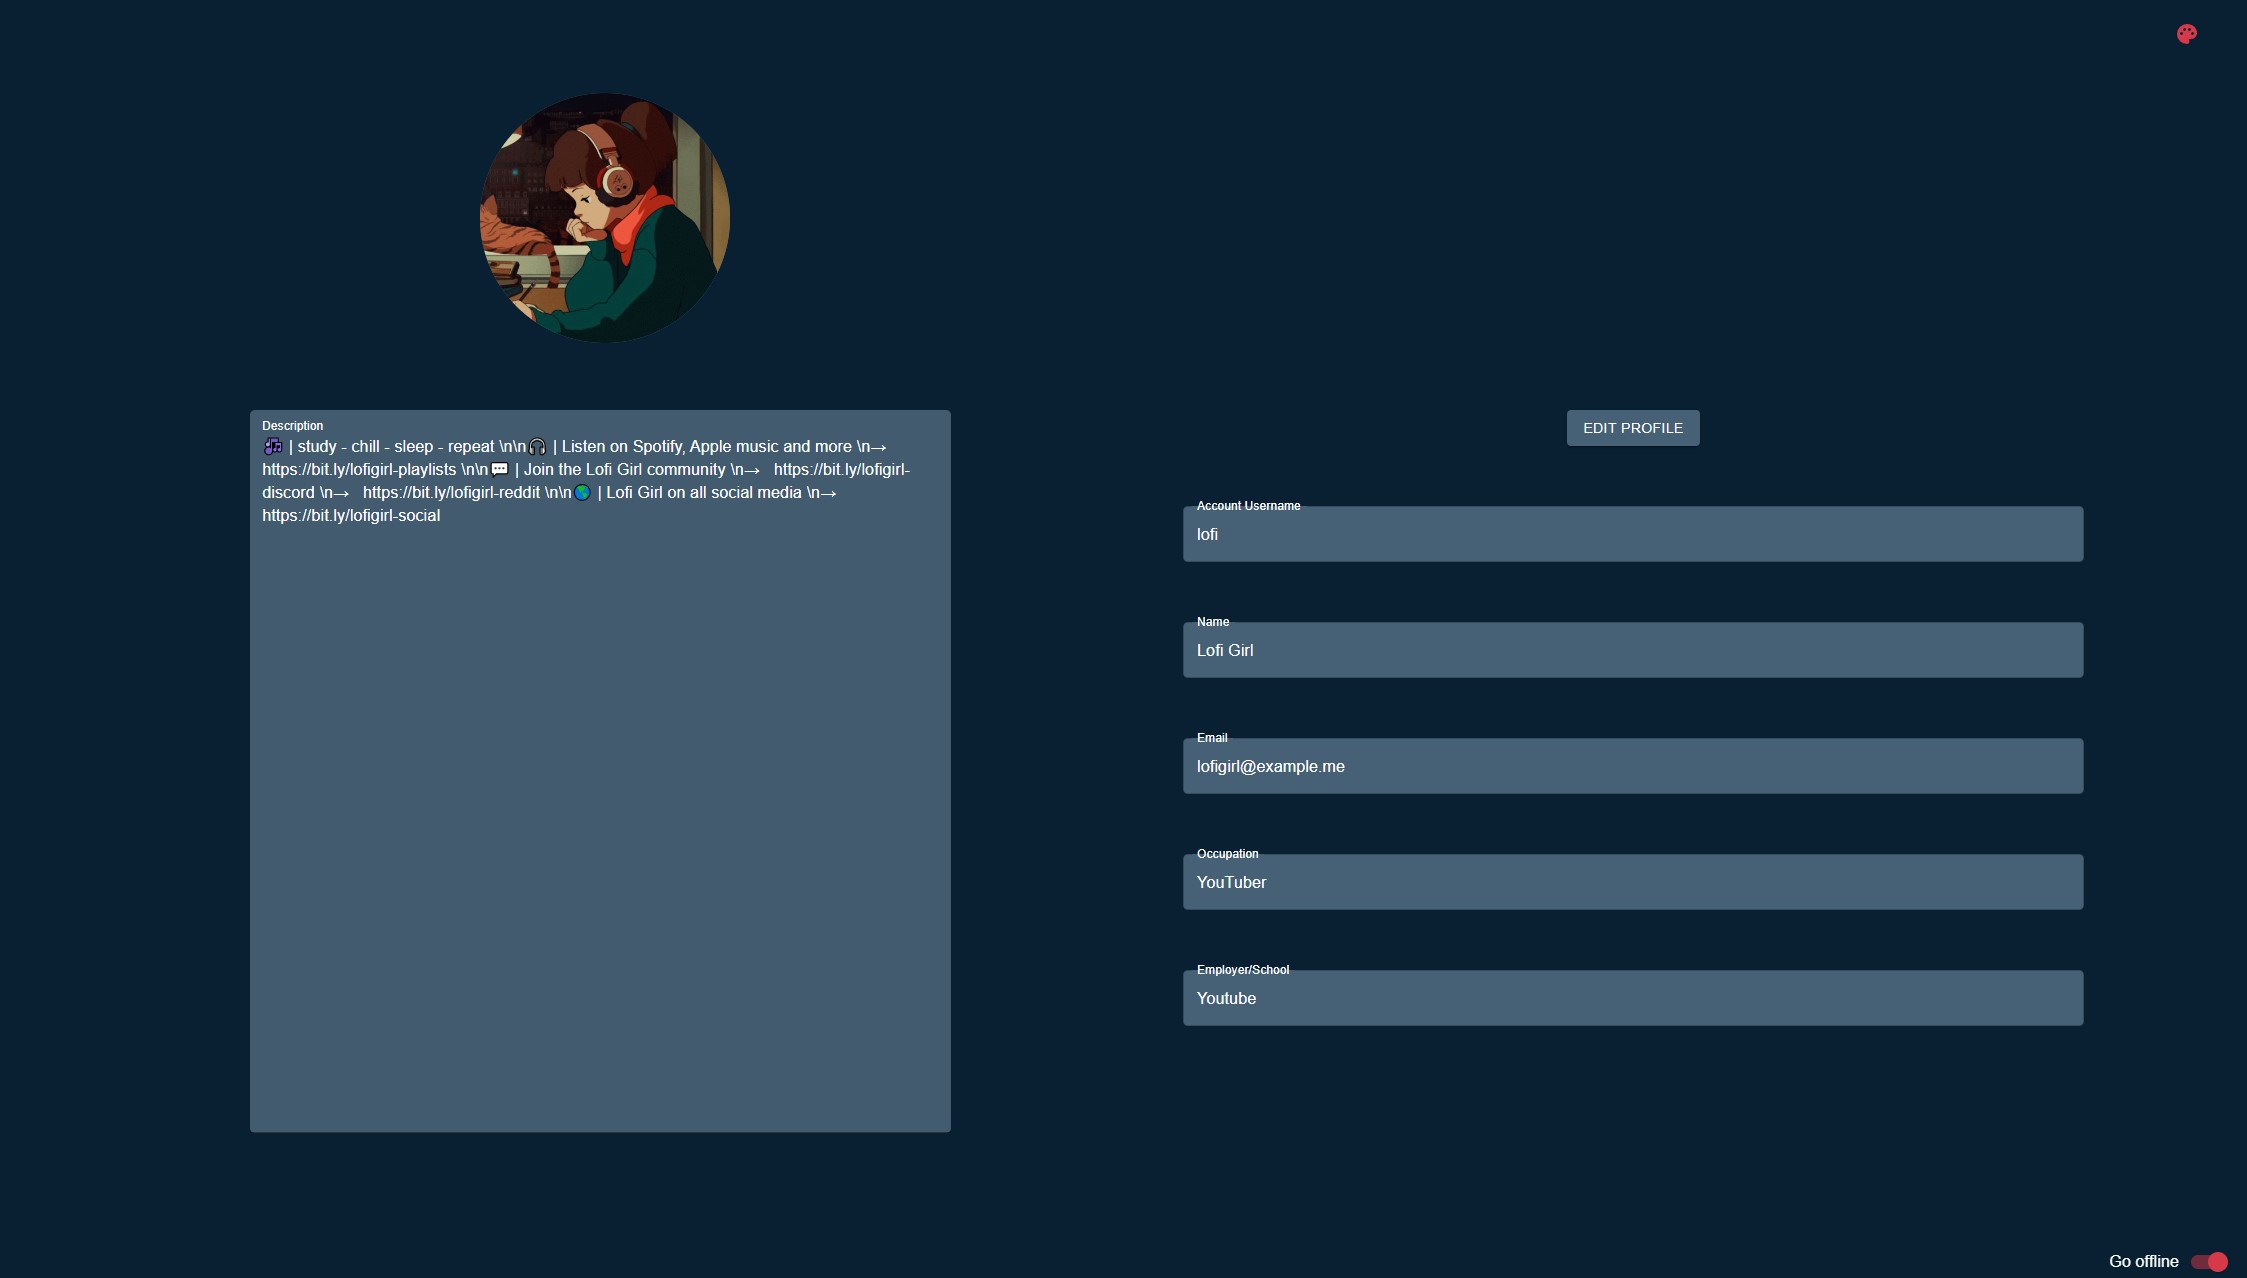 Description
| study - chill - sleep - repeat \n\n🎧 | Listen on Spotify, Apple music and more \n→
https://bit.ly/lofigirl-playlists \n\n💬 | Join the Lofi Girl community \n→ https://bit.ly/lofigirl-
discord \n→ https://bit.ly/lofigirl-reddit \n\n🌎 | Lofi Girl on all social media \n→
https://bit.ly/lofigirl-social
EDIT PROFILE
Account Username
lofi
Name
Lofi Girl
Email
lofigirl@example.me
Occupation
YouTuber
Employer/School
Youtube
Go offline